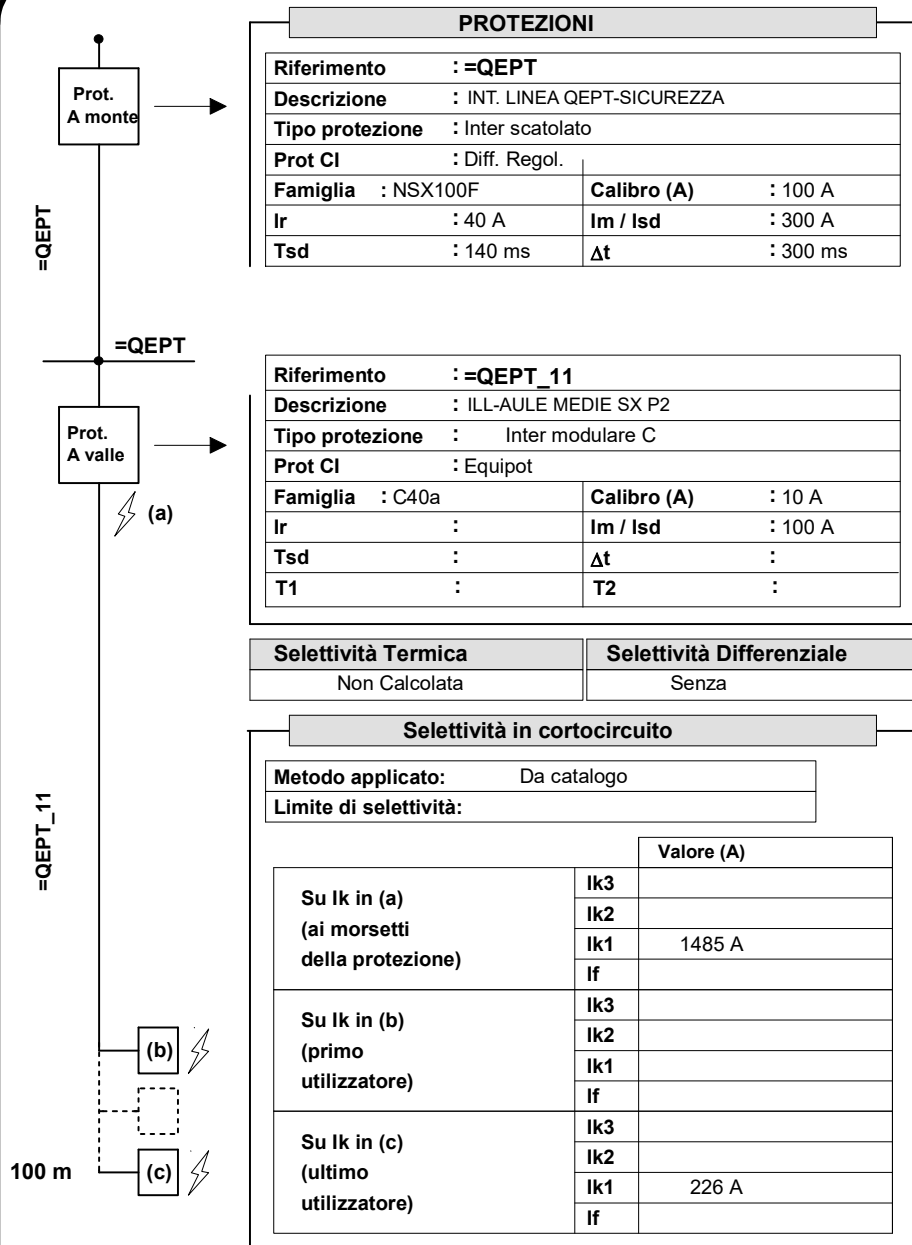 PROTEZIONI
Prot.
A monte
Riferimento : =QEPT
Descrizione : INT. LINEA QEPT-SICUREZZA
Tipo protezione : Inter scatolato
Prot CI : Diff. Regol.
Famiglia : NSX100F Calibro (A) : 100 A
Ir : 40 A Im / Isd : 300 A
Tsd : 140 ms Δt : 300 ms
=QEPT
=QEPT
Prot.
A valle
(a)
Riferimento : =QEPT_11
Descrizione : ILL-AULE MEDIE SX P2
Tipo protezione : Inter modulare C
Prot CI : Equipot
Famiglia : C40a Calibro (A) : 10 A
Ir : Im / Isd : 100 A
Tsd : Δt :
T1 : T2 :
Selettività Termica Selettività Differenziale
Non Calcolata Senza
Selettività in cortocircuito
Metodo applicato: Da catalogo
Limite di selettività:
=QEPT_11
Valore (A)
Su Ik in (a)
(ai morsetti
della protezione)
Ik3
Ik2
Ik1 1485 A
If
Su Ik in (b)
(primo
utilizzatore)
Ik3
Ik2
Ik1
If
Su Ik in (c)
(ultimo
utilizzatore)
Ik3
Ik2
Ik1 226 A
If
(b)
100 m (c)